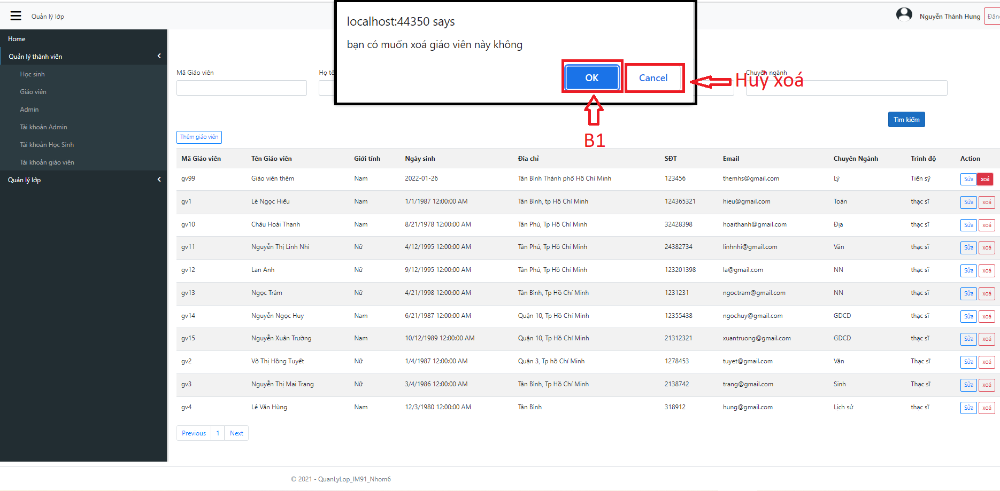 Quản lý lớp
Nguyễn Thành Hưng
Đăng
localhost:44350 says
bạn có muốn xoá giáo viên này không
OK
Cancel
Huỷ xoá
B1
Home
Quản lý thành viên
Học sinh
Giáo viên
Admin
Tài khoản Admin
Tài khoản Học Sinh
Tài khoản giáo viên
Quản lý lớp
Mã Giáo viên
Họ tê
Chuyên ngành
Tìm kiếm
Thêm giáo viên
Mã Giáo viên Tên Giáo viên Giới tính Ngày sinh Đia chỉ SĐT Email Chuyên Ngành Trình độ Action
gv99 Giáo viên thêm Nam 2022-01-26 Tân Bình Thành phố Hồ Chí Minh 123456 themhs@gmail.com Lý Tiến sỹ Sửa xoá
gv1 Lê Ngọc Hiếu Nam 1/1/1987 12:00:00 AM Tân Bình, tp Hồ Chí Minh 124365321 hieu@gmail.com Toán thạc sĩ Sửa xoá
gv10 Châu Hoài Thanh Nam 8/21/1978 12:00:00 AM Tân Phú, Tp Hồ Chí Minh 32428398 hoaithanh@gmail.com Địa thạc sĩ Sửa xoá
gv11 Nguyễn Thị Linh Nhi Nữ 4/12/1995 12:00:00 AM Tân Phú, Tp Hồ Chí Minh 24382734 linhnhi@gmail.com Văn thạc sĩ Sửa xoá
gv12 Lan Anh Nữ 9/12/1995 12:00:00 AM Tân Phú, Tp Hồ Chí Minh 123201398 la@gmail.com NN thạc sĩ Sửa xoá
gv13 Ngọc Trâm Nữ 4/21/1998 12:00:00 AM Tân Bình, Tp Hồ Chí Minh 1231231 ngoctram@gmail.com NN thạc sĩ Sửa xoá
gv14 Nguyễn Ngọc Huy Nam 6/21/1987 12:00:00 AM Quận 10, Tp Hồ Chí Minh 12355438 ngochuy@gmail.com GDCD thạc sĩ Sửa xoá
gv15 Nguyễn Xuân Trường Nam 10/12/1989 12:00:00 AM Quận 10, Tp Hồ Chí Minh 21312321 xuantruong@gmail.com GDCD thạc sĩ Sửa xoá
gv2 Võ Thị Hồng Tuyết Nữ 1/4/1987 12:00:00 AM Quận 3, Tp hồ Chí Minh 1278453 tuyet@gmail.com Văn Thạc sĩ Sửa xoá
gv3 Nguyễn Thị Mai Trang Nữ 3/4/1986 12:00:00 AM Tân Bình, Tp Hồ Chí Minh 2138742 trang@gmail.com Sinh Thạc sĩ Sửa xoá
gv4 Lê Văn Hùng Nam 12/3/1980 12:00:00 AM Tân Bình 318912 hung@gmail.com Lịch sử thạc sĩ Sửa xoá
Previous 1 Next
© 2021 - QuanLyLop_IM91_Nhom6